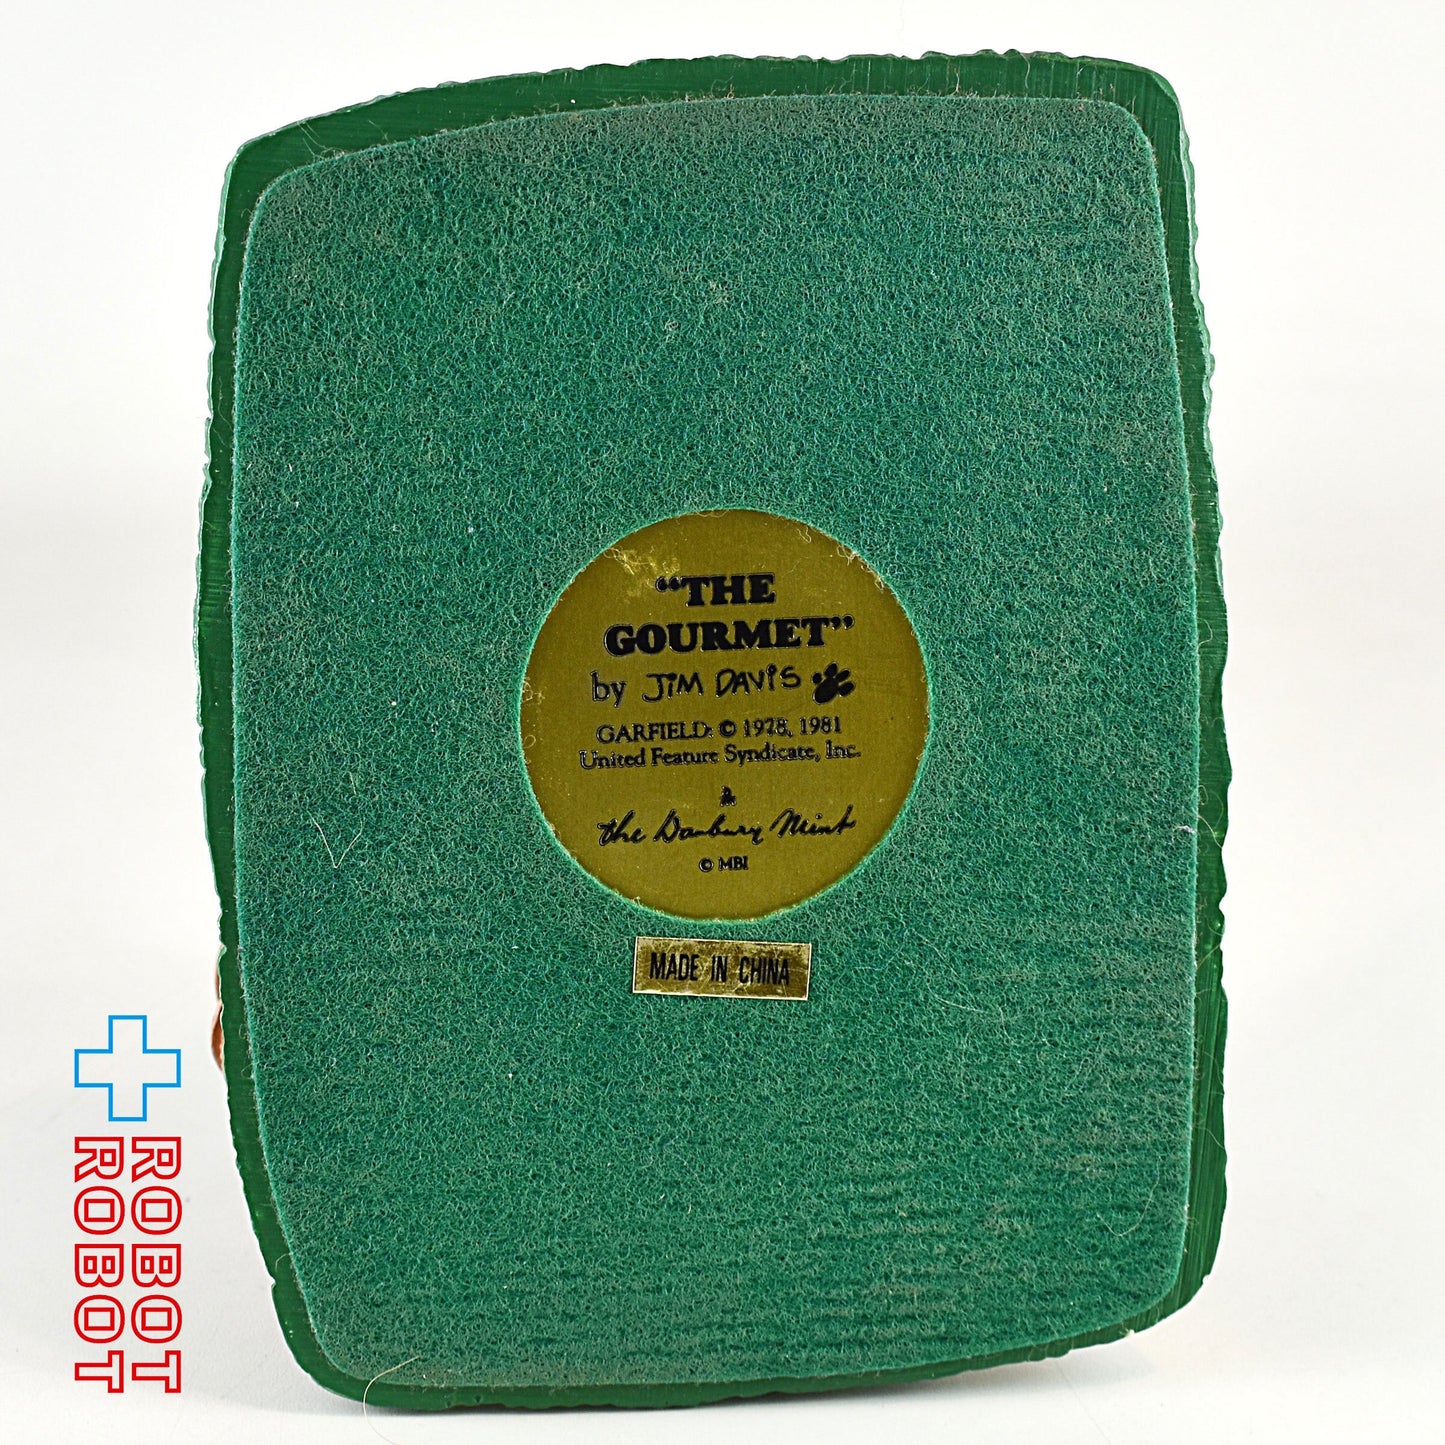 “THE
GOURMET”
by JIM DAVIS
GARFIELD: © 1978, 1981
United Feature Syndicate, Inc.
&
the Danbury Mint
© MBI
MADE IN CHINA
ROBOT
ROBOT